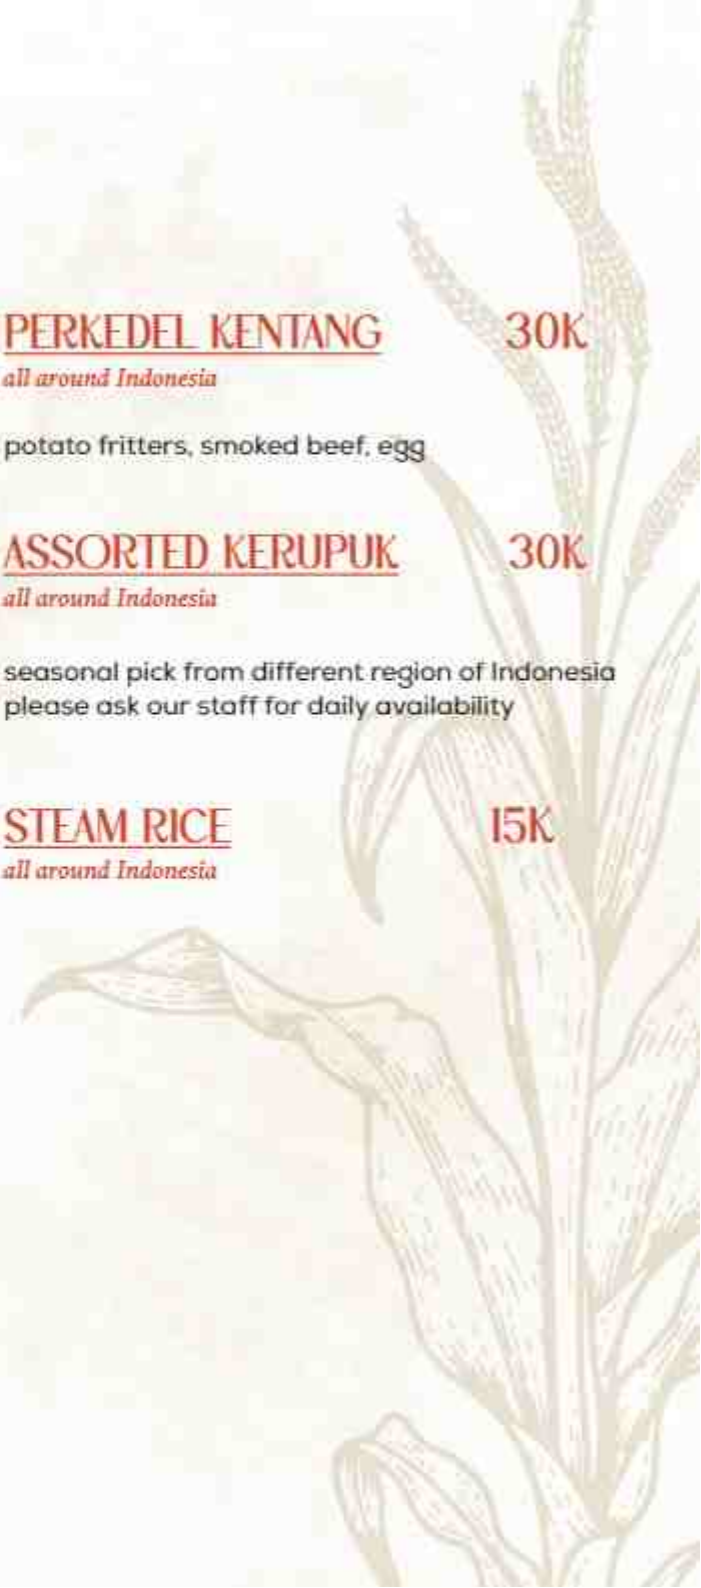 PERKEDEL KENTANG 30K
all around Indonesia
potato fritters, smoked beef, egg
ASSORTED KERUPUK 30K
all around Indonesia
seasonal pick from different region of Indonesia
please ask our staff for daily availability
STEAM RICE 15K
all around Indonesia